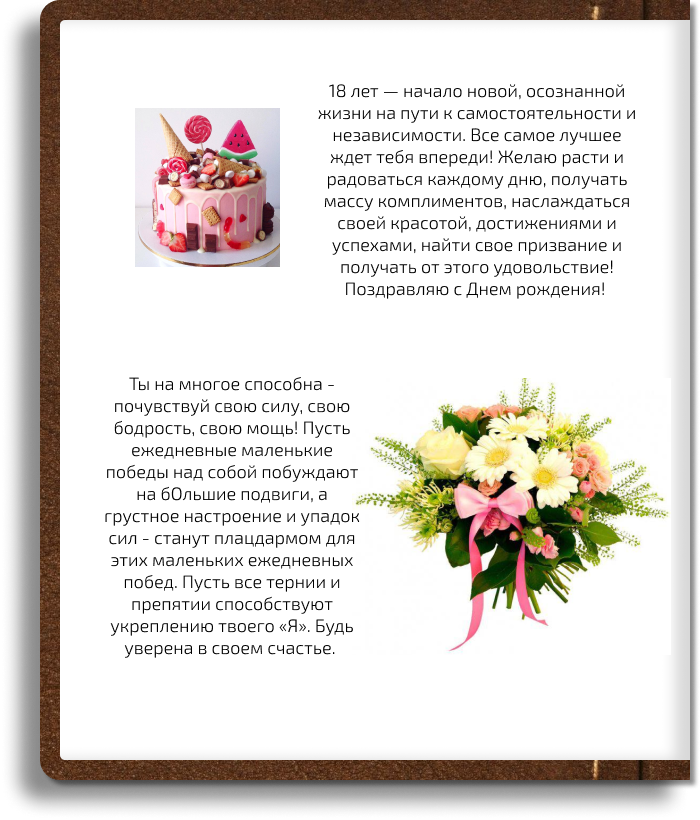 18 лет — начало новой, осознанной
жизни на пути к самостоятельности и
независимости. Все самое лучшее
ждет тебя впереди! Желаю расти и
радоваться каждому дню, получать
массу комплиментов, наслаждаться
своей красотой, достижениями и
успехами, найти свое призвание и
получать от этого удовольствие!
Поздравляю с Днем рождения!
Ты на многое способна -
почувствуй свою силу, свою
бодрость, свою мощь! Пусть
ежедневные маленькие
победы над собой побуждают
на бОльшие подвиги, а
грустное настроение и упадок
сил - станут плацдармом для
этих маленьких ежедневных
побед. Пусть все тернии и
препятии способствуют
укреплению твоего «Я». Будь
уверена в своем счастье.